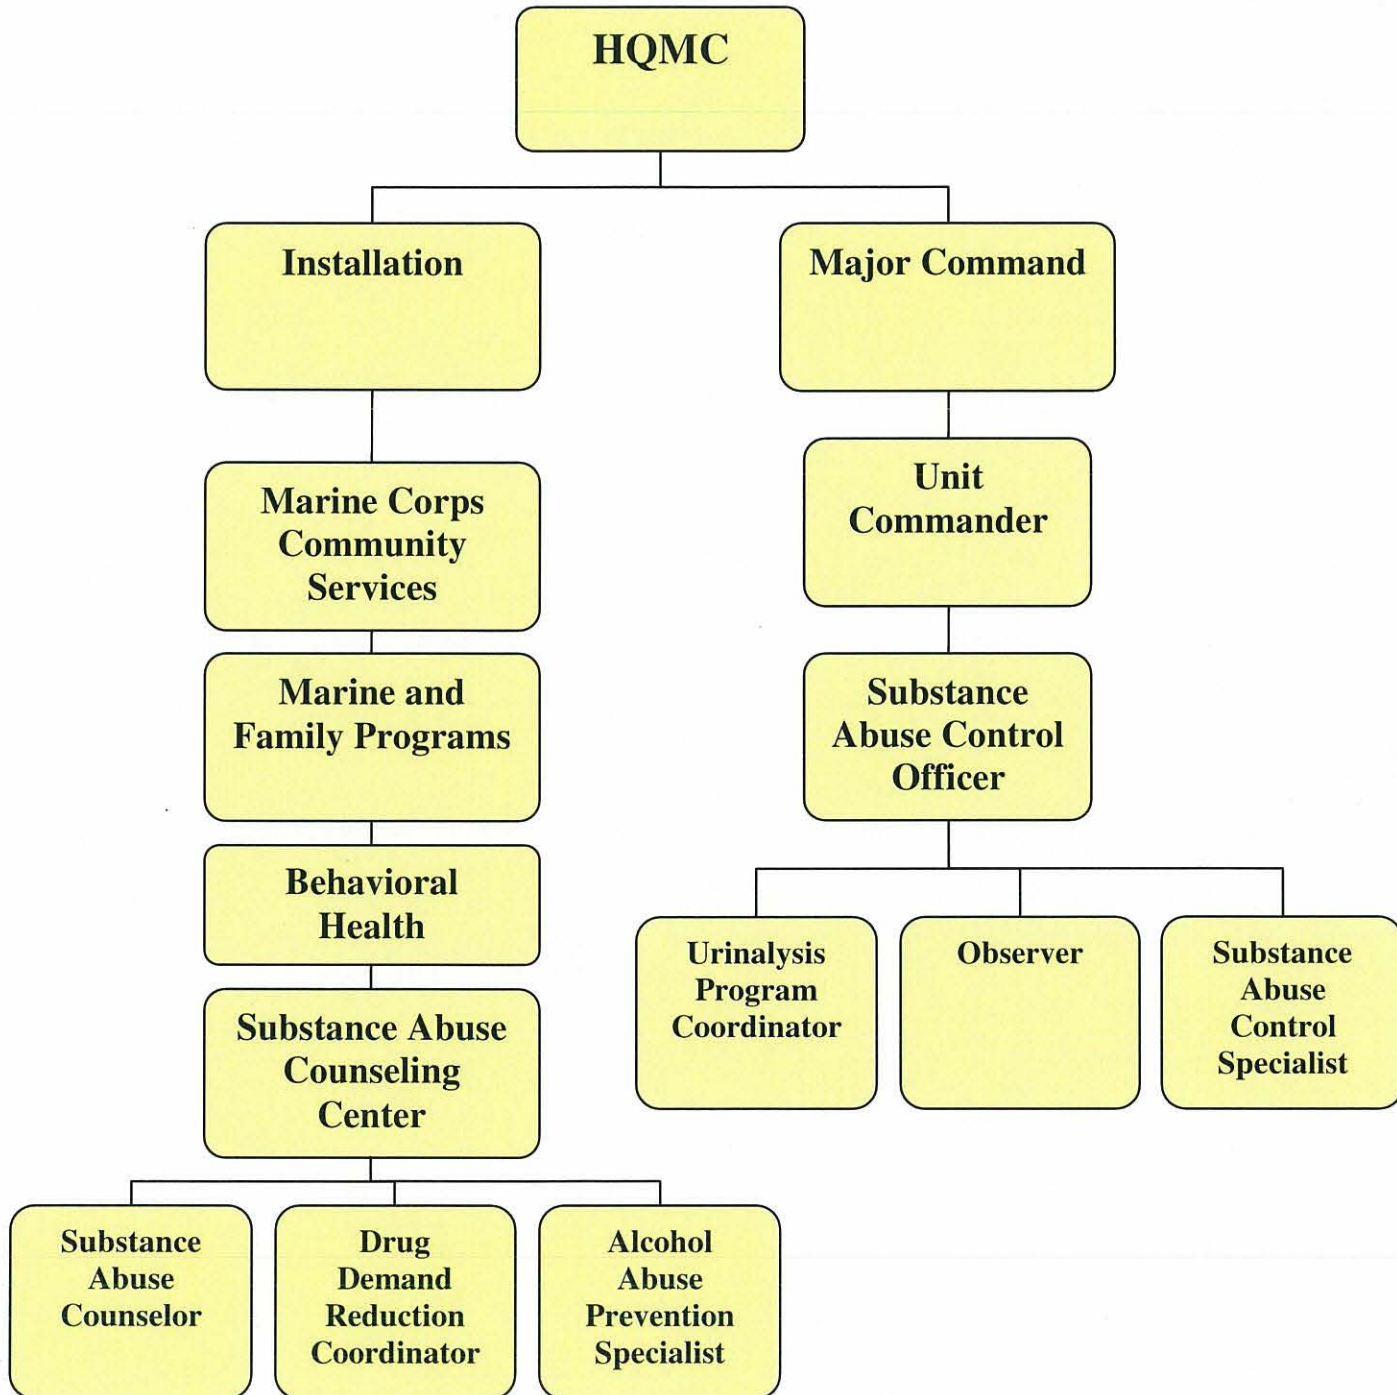 HQMC
Installation
Major Command
Marine Corps
Community
Services
Unit
Commander
Marine and
Family Programs
Substance
Abuse Control
Officer
Behavioral
Health
Urinalysis
Program
Coordinator
Observer
Substance
Abuse
Control
Specialist
Substance Abuse
Counseling
Center
Substance
Abuse
Counselor
Drug
Demand
Reduction
Coordinator
Alcohol
Abuse
Prevention
Specialist